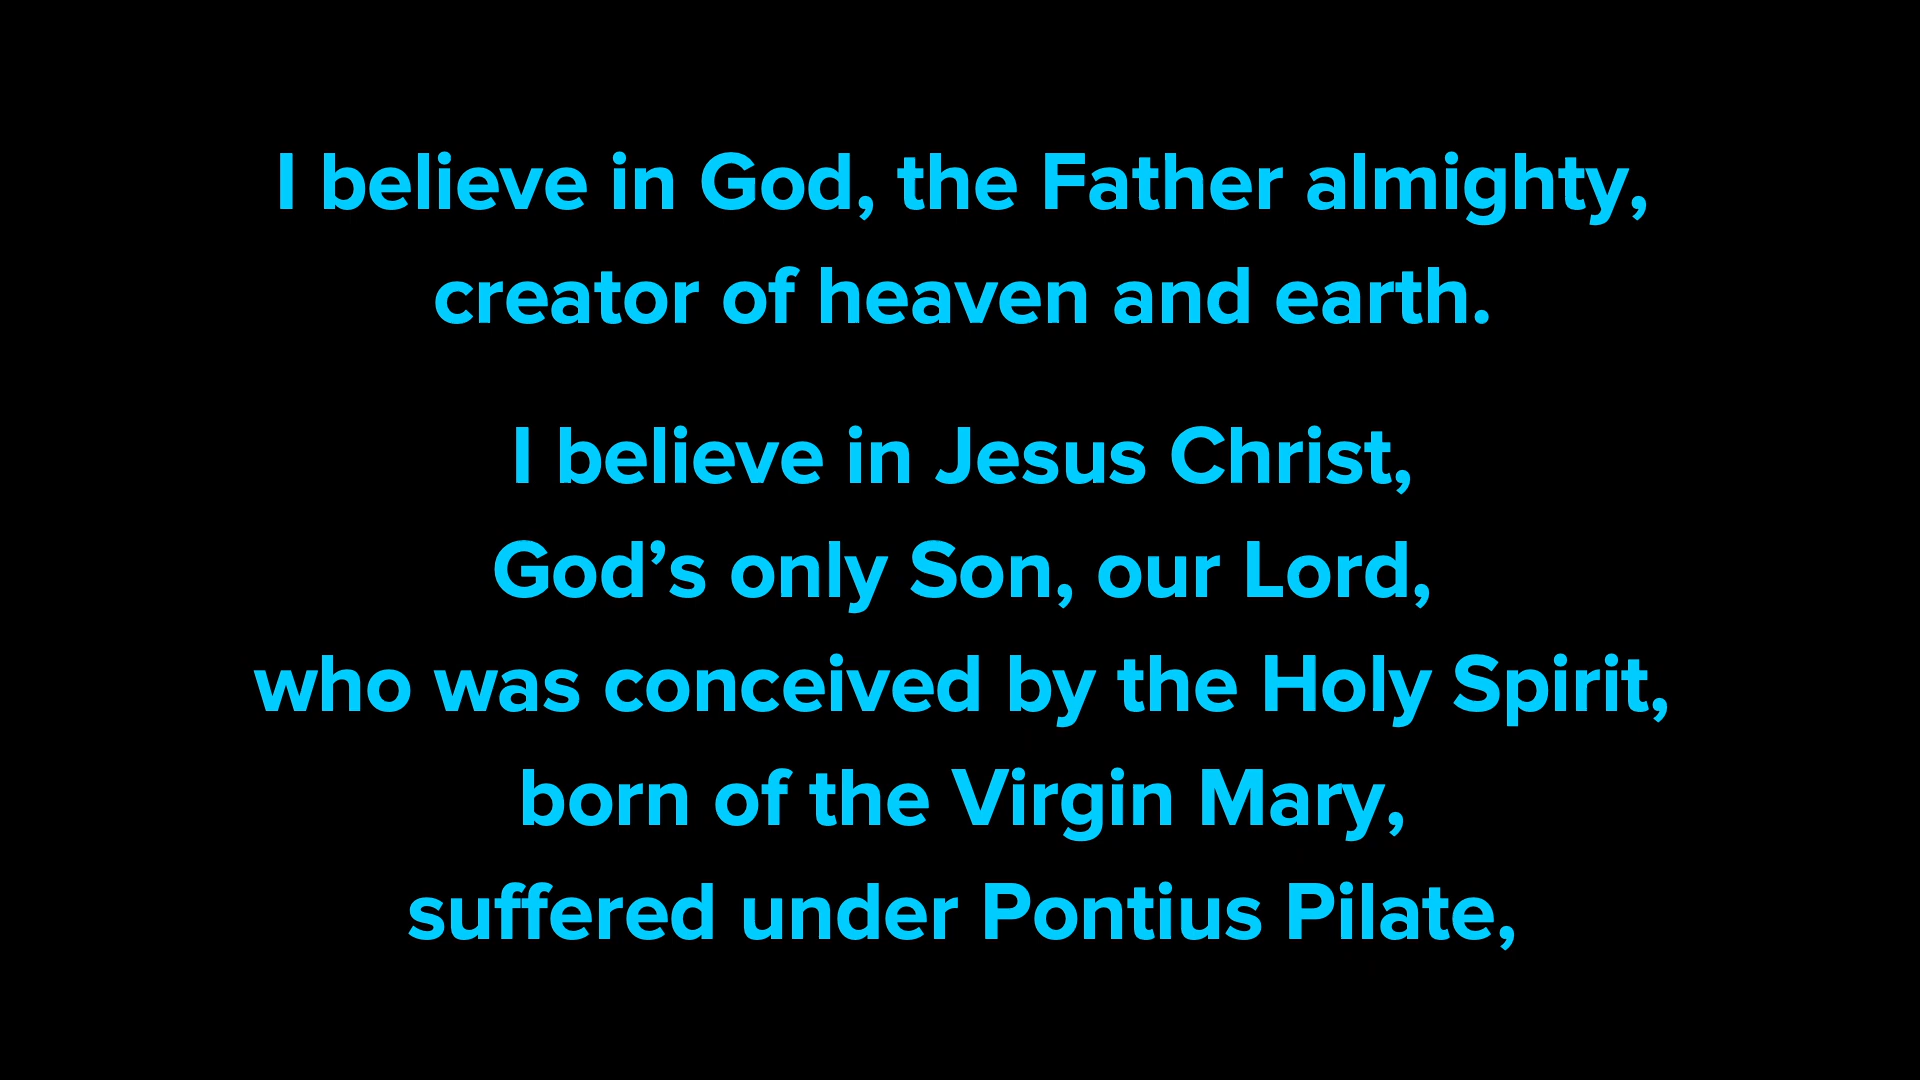 I believe in God, the Father almighty,
creator of heaven and earth.
I believe in Jesus Christ,
God’s only Son, our Lord,
who was conceived by the Holy Spirit,
born of the Virgin Mary,
suffered under Pontius Pilate,